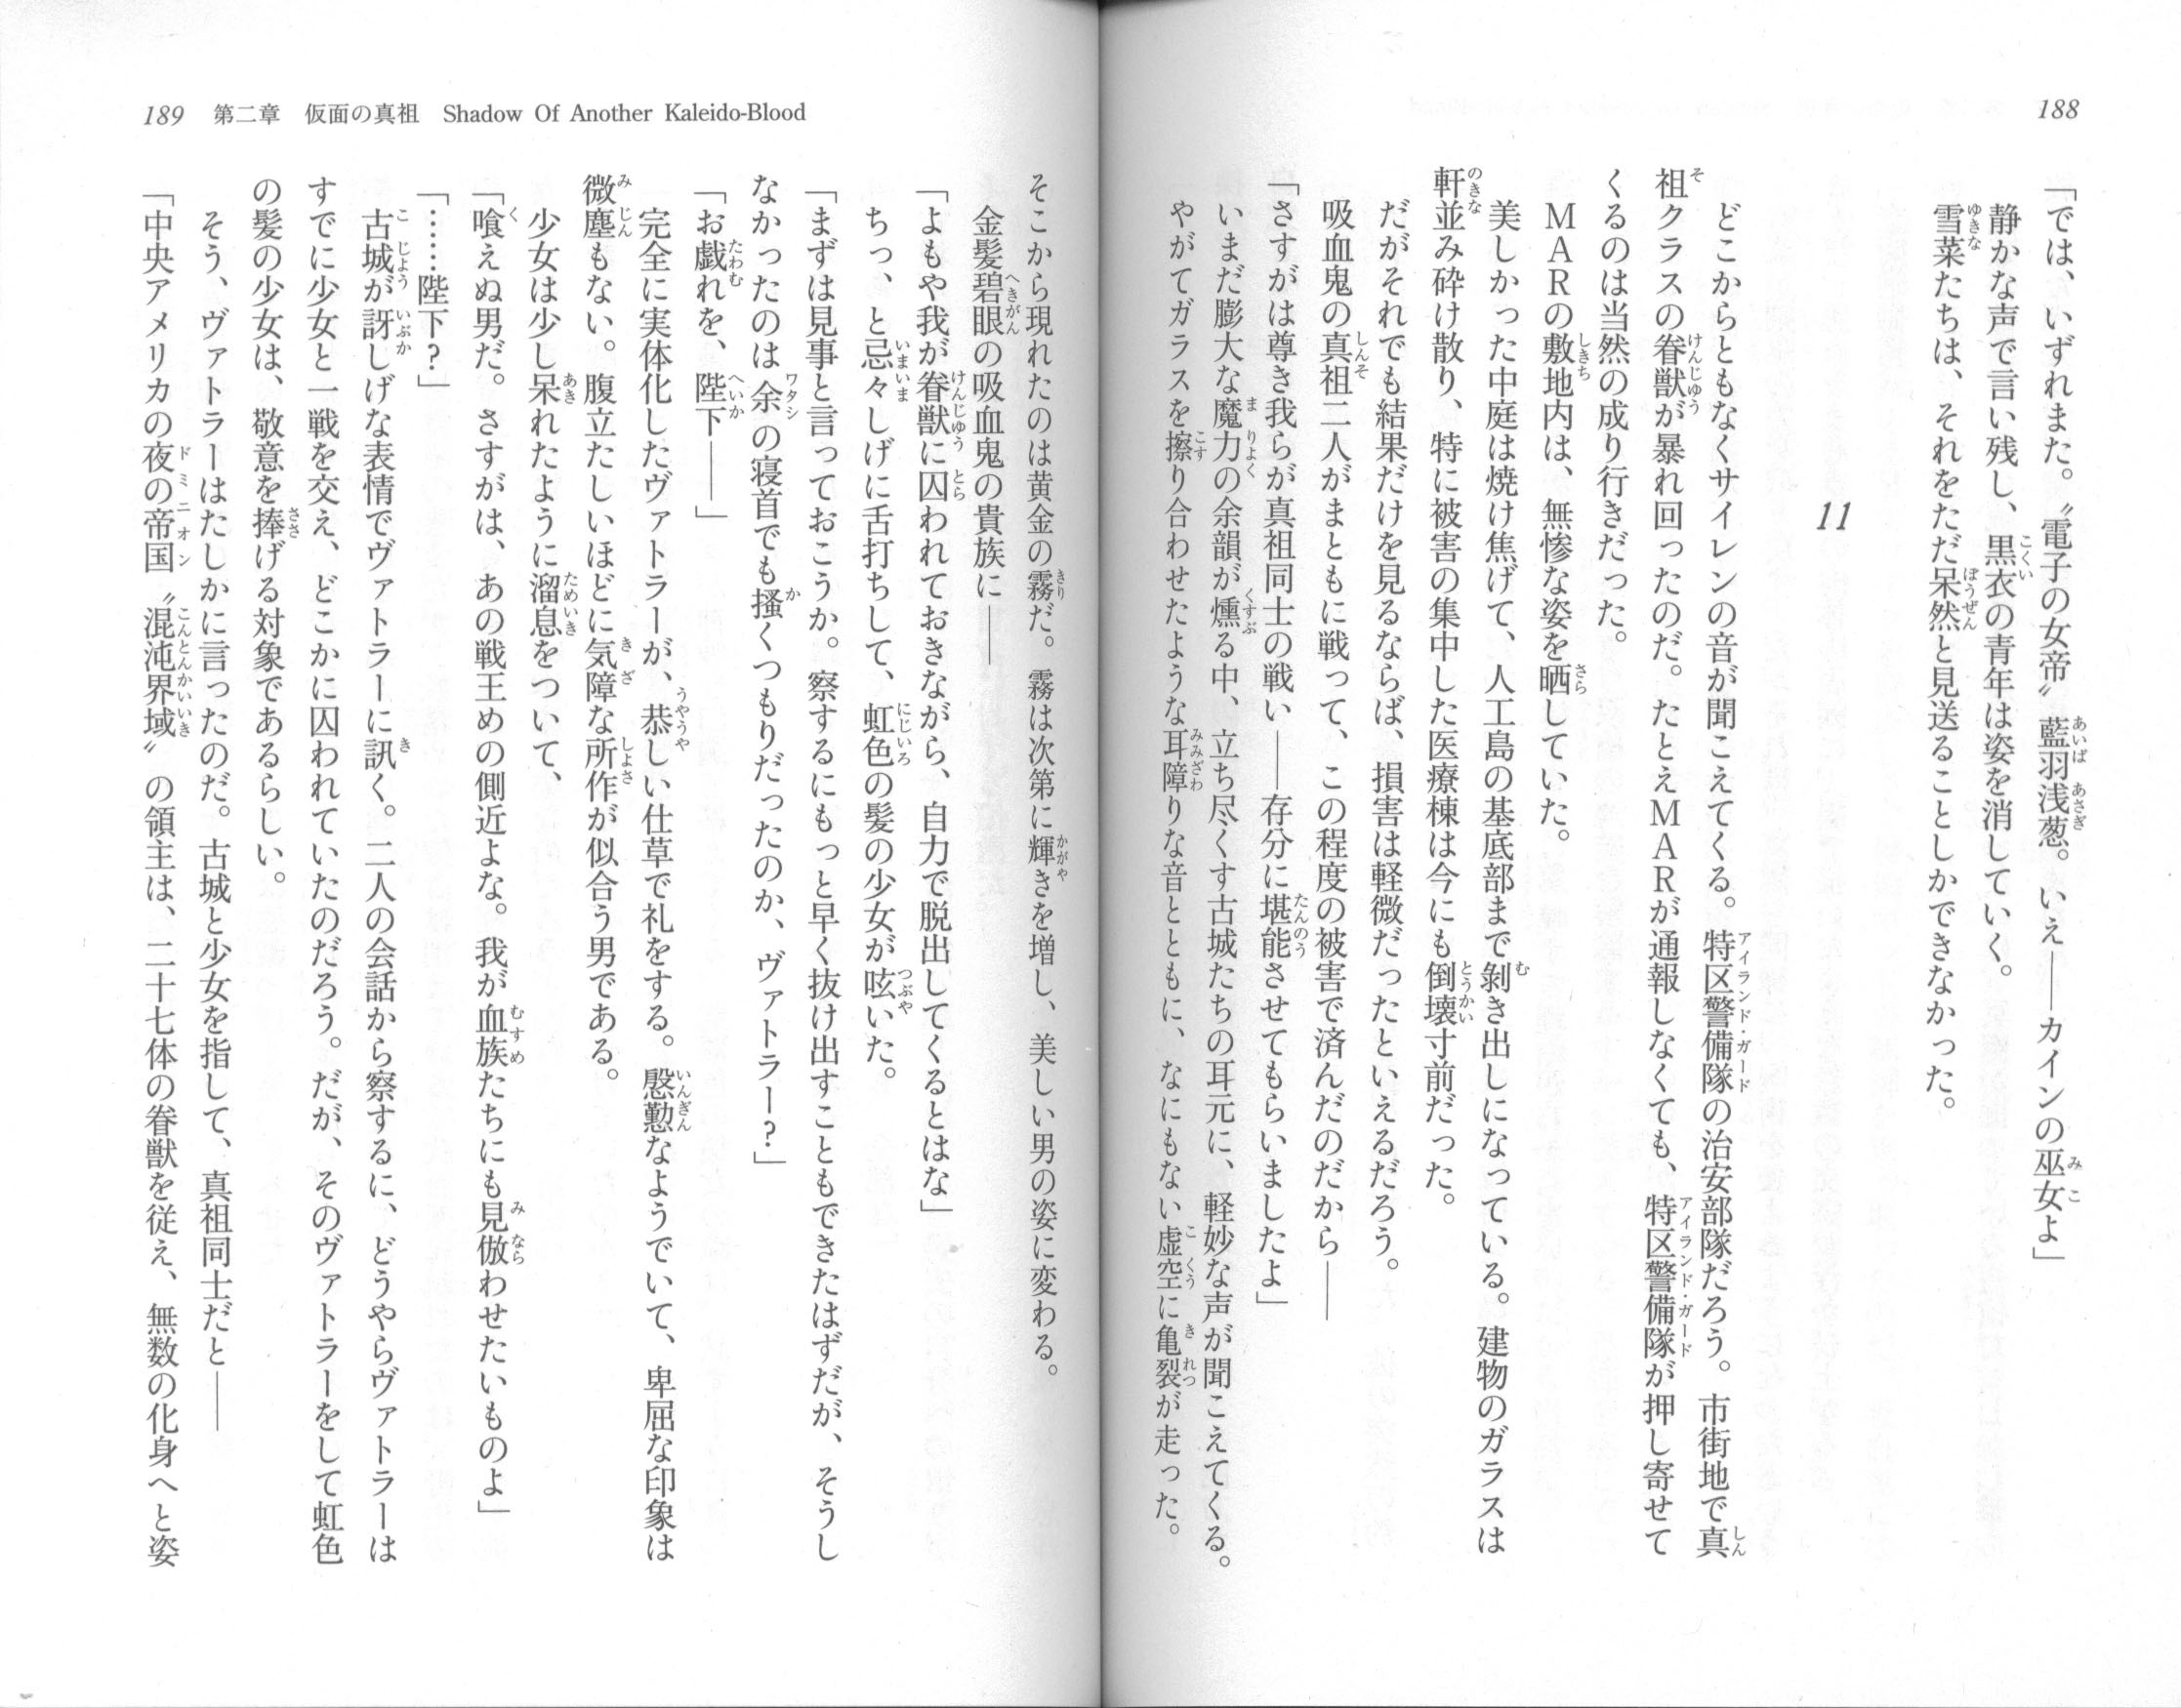 188
「では、いずれまた。〝電子の女帝〟藍羽浅葱。いえ――カインの巫女よ」
静かな声で言い残し、黒衣の青年は姿を消していく。
雪菜たちは、それをただ呆然と見送ることしかできなかった。
11
どこからともなくサイレンの音が聞こえてくる。特区警備隊の治安部隊だろう。市街地で真
祖クラスの眷獣が暴れ回ったのだ。たとえＭＡＲが通報しなくても、特区警備隊が押し寄せて
くるのは当然の成り行きだった。
ＭＡＲの敷地内は、無惨な姿を晒していた。
美しかった中庭は焼け焦げて、人工島の基底部まで剝き出しになっている。建物のガラスは
軒並み砕け散り、特に被害の集中した医療棟は今にも倒壊寸前だった。
だがそれでも結果だけを見るならば、損害は軽微だったといえるだろう。
吸血鬼の真祖二人がまともに戦って、この程度の被害で済んだのだから――
「さすがは尊き我らが真祖同士の戦い――存分に堪能させてもらいましたよ」
いまだ膨大な魔力の余韻が燻る中、立ち尽くす古城たちの耳元に、軽妙な声が聞こえてくる。
やがてガラスを擦り合わせたような耳障りな音とともに、なにもない虚空に亀裂が走った。
189 第二章 仮面の真祖 Shadow Of Another Kaleido-Blood
そこから現れたのは黄金の霧だ。霧は次第に輝きを増し、美しい男の姿に変わる。
金髪碧眼の吸血鬼の貴族に――
「よもや我が眷獣に囚われておきながら、自力で脱出してくるとはな」
ちっ、と忌々しげに舌打ちして、虹色の髪の少女が呟いた。
「まずは見事と言っておこうか。察するにもっと早く抜け出すこともできたはずだが、そうし
なかったのは余の寝首でも搔くつもりだったのか、ヴァトラー？」
「お戯れを、陛下――」
完全に実体化したヴァトラーが、恭しい仕草で礼をする。慇懃なようでいて、卑屈な印象は
微塵もない。腹立たしいほどに気障な所作が似合う男である。
少女は少し呆れたように溜息をついて、
「喰えぬ男だ。さすがは、あの戦王めの側近よな。我が血族たちにも見倣わせたいものよ」
「……陛下？」
古城が訝しげな表情でヴァトラーに訊く。二人の会話から察するに、どうやらヴァトラーは
すでに少女と一戦を交え、どこかに囚われていたのだろう。だが、そのヴァトラーをして虹色
の髪の少女は、敬意を捧げる対象であるらしい。
そう、ヴァトラーはたしかに言ったのだ。古城と少女を指して、真祖同士だと――
「中央アメリカの夜の帝国〝混沌界域〟の領主は、二十七体の眷獣を従え、無数の化身へと姿